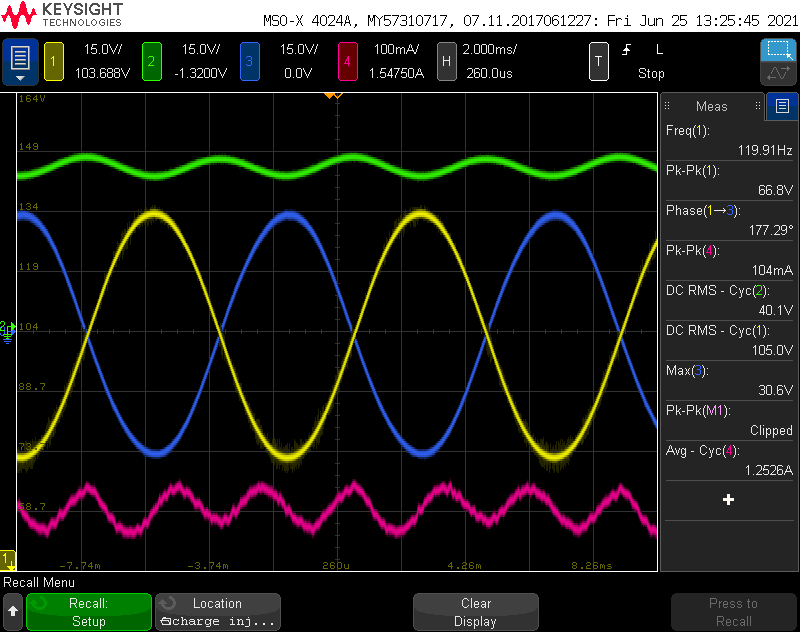 KEYSIGHT
TECHNOLOGIES
MSO-X 4024A, MY57310717, 07.11.2017061227: Fri Jun 25 13:25:45 2021
1 15.0V/ 2 15.0V/ 3 15.0V/ 4 100mA/ H 2.000ms/ T L
103.688V -1.3200V 0.0V 1.54750A 260.0us Stop
164V
149
134
119
104
88.7
73.7
58.7
2
1
-7.74m -3.74m 260u 4.26m 8.26ms
Meas
Freq(1):
119.91Hz
Pk-Pk(1):
66.8V
Phase(1→3):
177.29°
Pk-Pk(4):
104mA
DC RMS - Cyc(2):
40.1V
DC RMS - Cyc(1):
105.0V
Max(3):
30.6V
Pk-Pk(M1):
Clipped
Avg - Cyc(4):
1.2526A
Recall Menu
Recall:
Setup
Location
charge inj...
Clear
Display
Press to
Recall